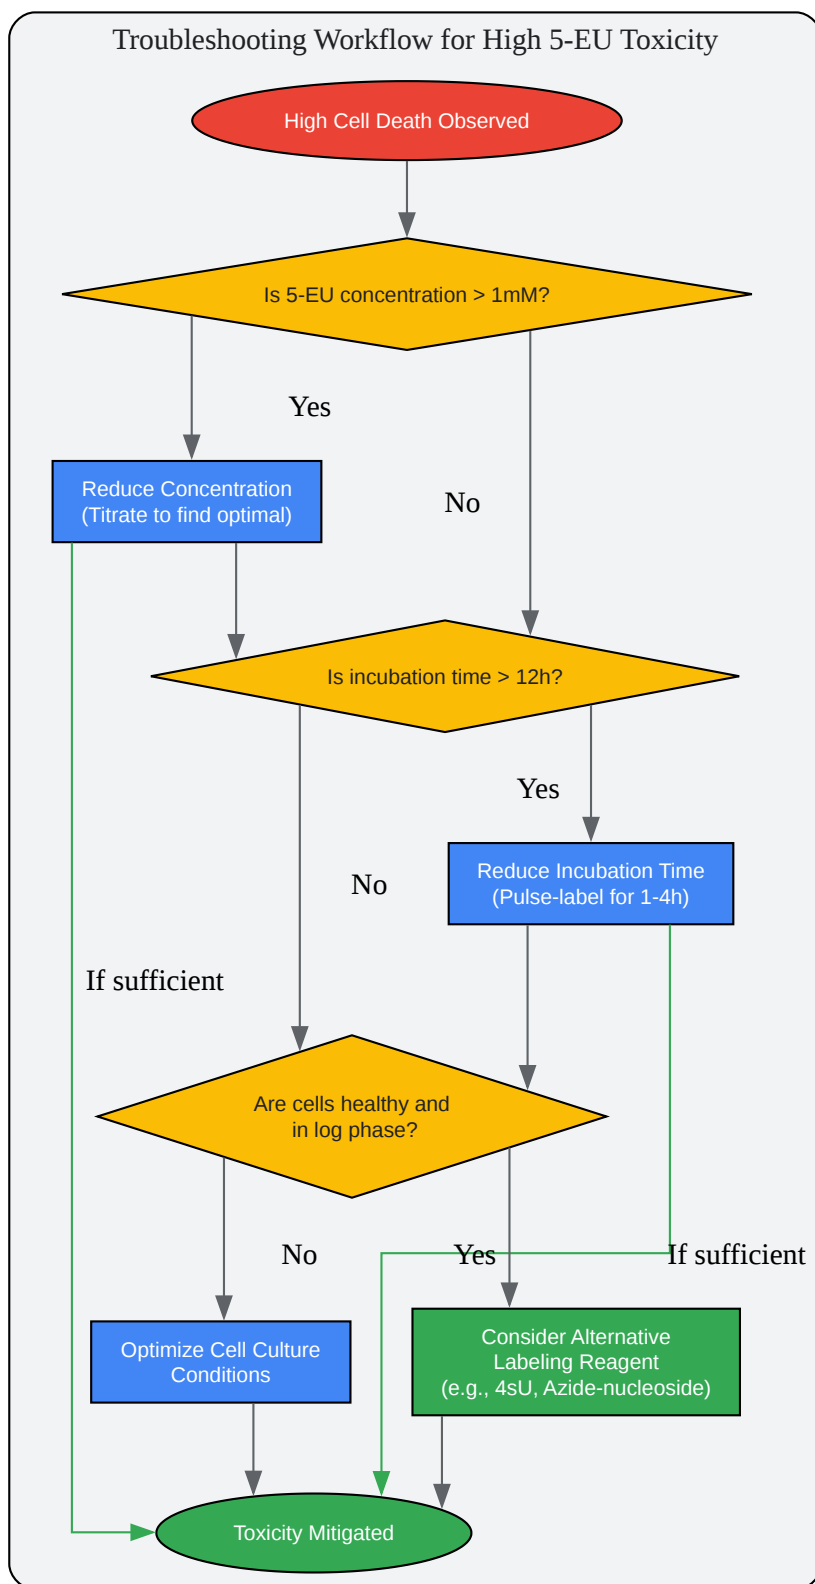 Troubleshooting Workflow for High 5-EU Toxicity
High Cell Death Observed
Is 5-EU concentration > 1mM?
Yes
Reduce Concentration
(Titrate to find optimal)
No
Is incubation time > 12h?
Yes
Reduce Incubation Time
(Pulse-label for 1-4h)
No
If sufficient
Are cells healthy and
in log phase?
No
Yes
If sufficient
Optimize Cell Culture
Conditions
Consider Alternative
Labeling Reagent
(e.g., 4sU, Azide-nucleoside)
Toxicity Mitigated